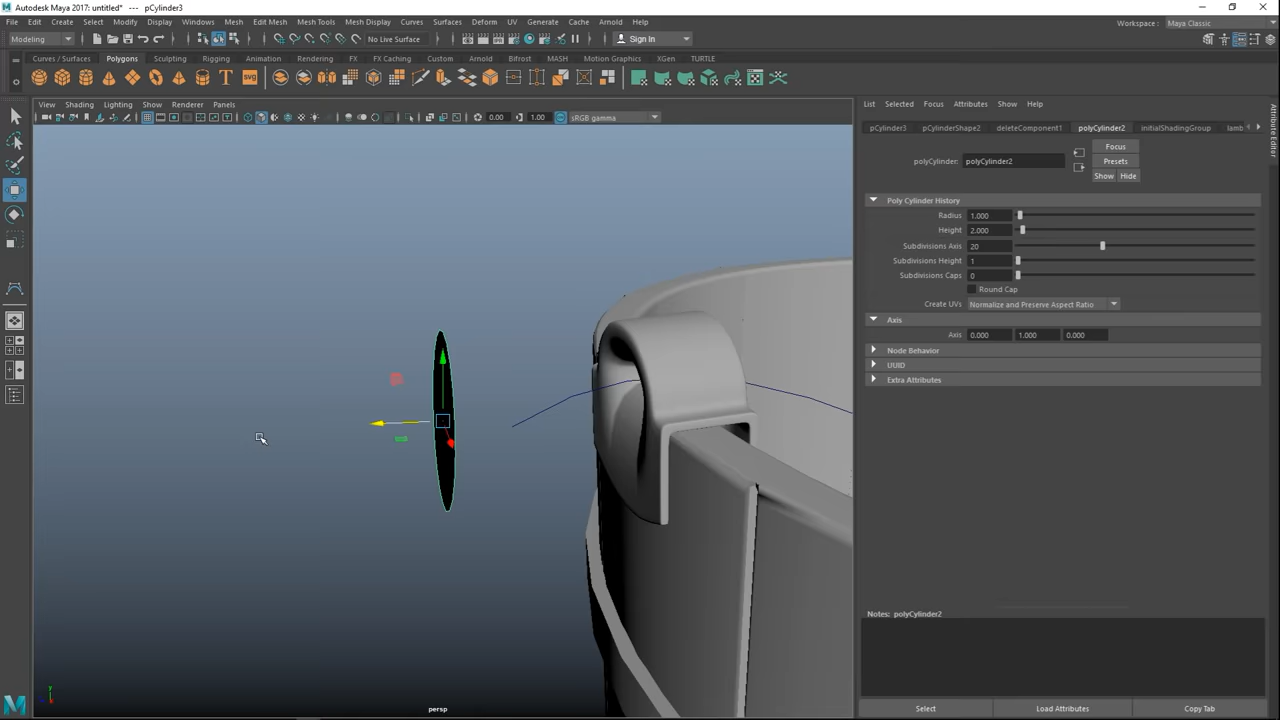 Autodesk Maya 2017: untitled* --- pCylinder3
File Edit Create Select Modify Display Windows Mesh Edit Mesh Mesh Tools Mesh Display Curves Surfaces Deform UV Generate Cache Arnold Help
Workspace : Maya Classic
Modeling No Live Surface Sign In
Curves / Surfaces Polygons Sculpting Rigging Animation Rendering FX FX Caching Custom Arnold Bifrost MASH Motion Graphics XGen TURTLE
View Shading Lighting Show Renderer Panels
0.00 1.00 sRGB gamma
List Selected Focus Attributes Show Help
pCylinder3 pCylinderShape2 deleteComponent1 polyCylinder2 initialShadingGroup lamb
polyCylinder: polyCylinder2
Focus
Presets
Show Hide
Poly Cylinder History
Radius 1.000
Height 2.000
Subdivisions Axis 20
Subdivisions Height 1
Subdivisions Caps 0
Round Cap
Create UVs Normalize and Preserve Aspect Ratio
Axis
Axis 0.000 1.000 0.000
Node Behavior
UUID
Extra Attributes
Notes: polyCylinder2
Select Load Attributes Copy Tab
Attribute Editor
persp